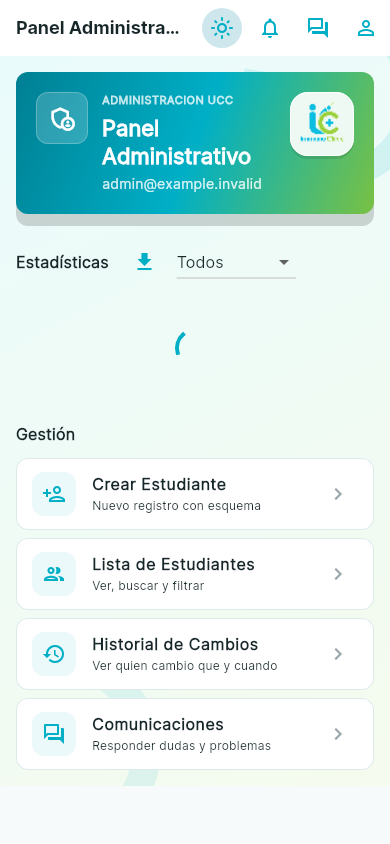 Panel Administra...
ADMINISTRACION UCC
Panel
Administrativo
admin@example.invalid
Estadísticas
Todos
Gestión
Crear Estudiante
Nuevo registro con esquema
Lista de Estudiantes
Ver, buscar y filtrar
Historial de Cambios
Ver quien cambio que y cuando
Comunicaciones
Responder dudas y problemas